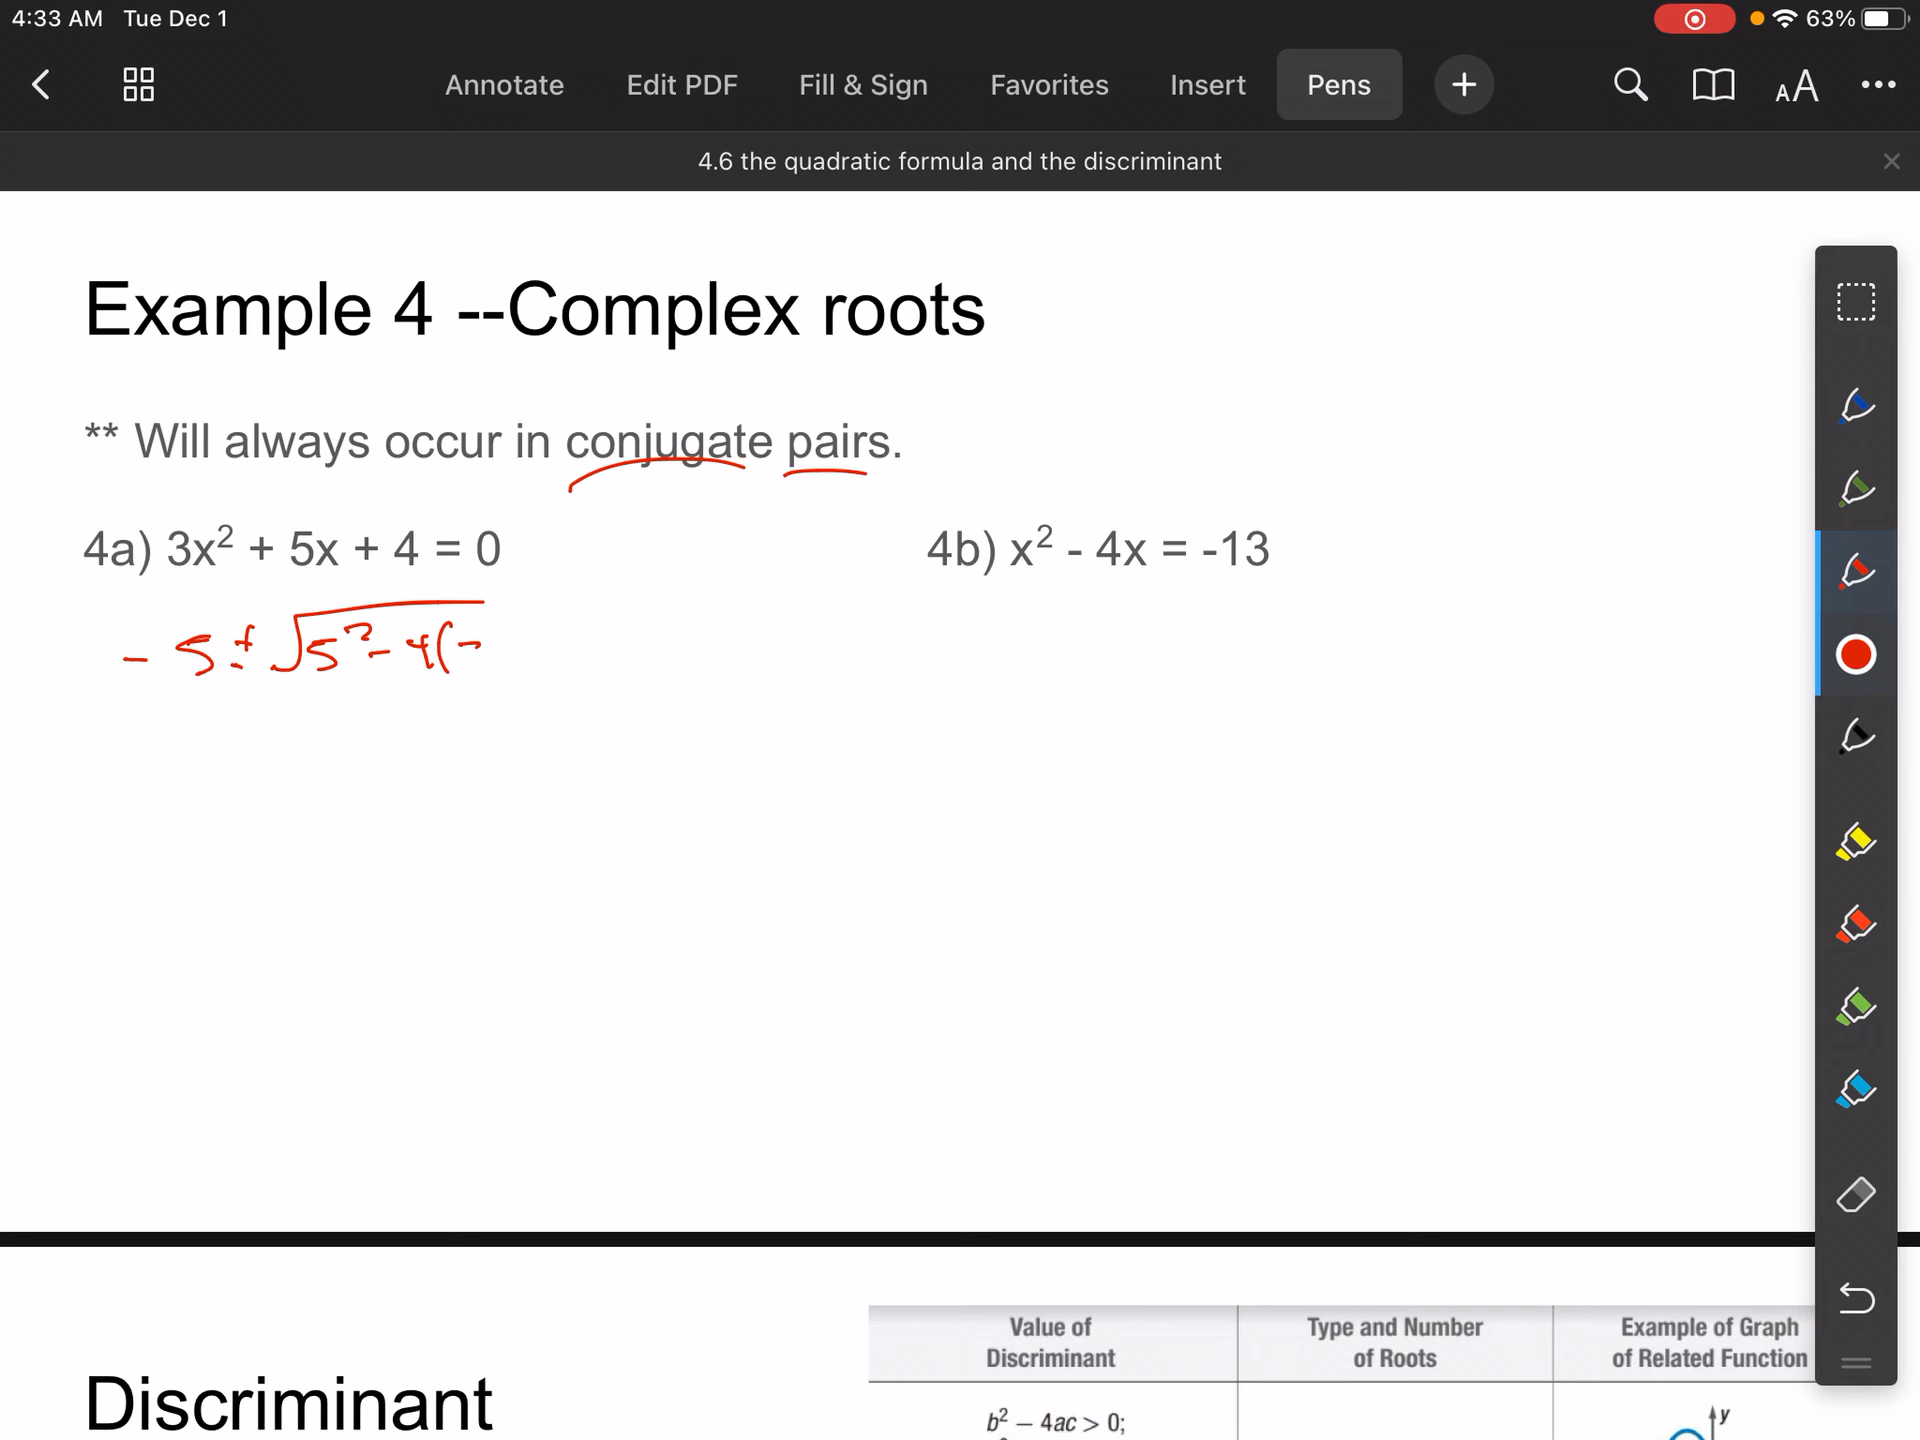 4:33 AM Tue Dec 1 63%
Annotate Edit PDF Fill & Sign Favorites Insert Pens + AA
4.6 the quadratic formula and the discriminant
Example 4 --Complex roots
** Will always occur in conjugate pairs.
4a) 3x² + 5x + 4 = 0
4b) x² - 4x = -13
- 5 ± √5² - 4(
Value of Discriminant
Type and Number of Roots
Example of Graph of Related Function
Discriminant
b² – 4ac > 0;
y